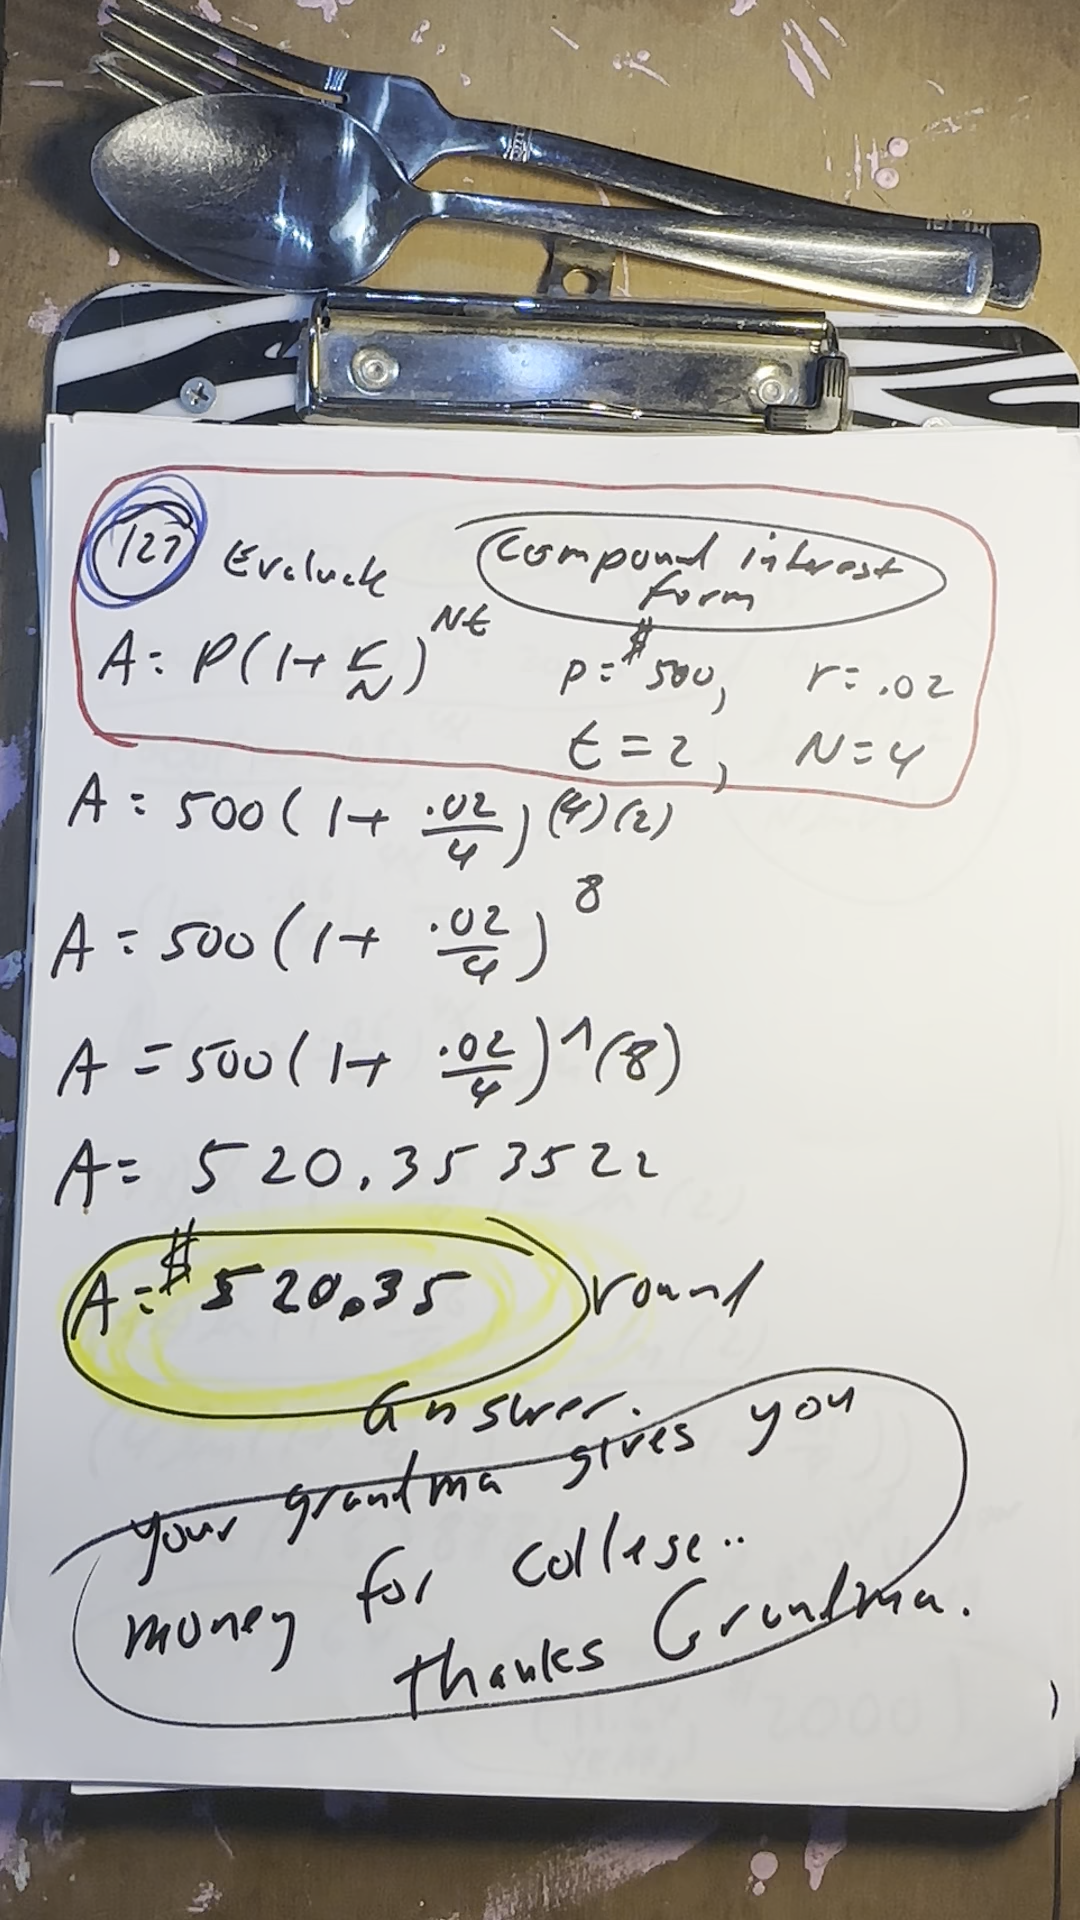 127 Evaluate compound interest form
A = P(1 + r/N)^Nt P = $500, r = .02
t = 2, N = 4
A = 500(1 + .02/4)^(4)(2)
A = 500(1 + .02/4)^8
A = 500(1 + .02/4)^(8)
A = 520.353522
A = $520.35 round
answer.
your grandma gives you
money for college..
thanks Grandma.